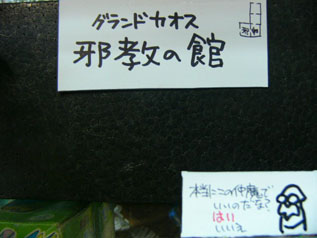 グランドカオス
邪教の館
本当にこの仲魔で
いいのだな?
はい
いいえ